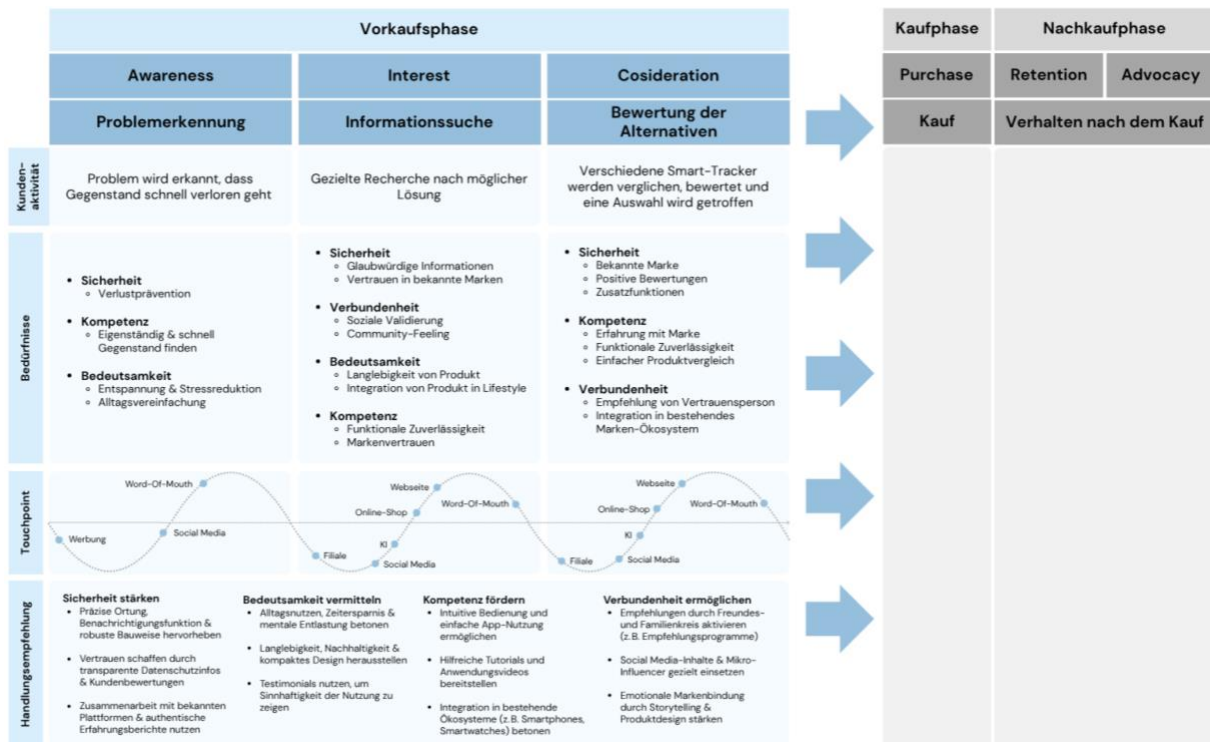 Vorkaufsphase
Kaufphase
Nachkaufphase
Awareness
Interest
Cosideration
Purchase
Retention
Advocacy
Problemerkennung
Informationssuche
Bewertung der
Alternativen
Kauf
Verhalten nach dem Kauf
Kunden-
aktivität
Problem wird erkannt, dass
Gegenstand schnell verloren geht
Gezielte Recherche nach möglicher
Lösung
Verschiedene Smart-Tracker
werden verglichen, bewertet und
eine Auswahl wird getroffen
Bedürfnisse
Sicherheit
Verlustprävention
Kompetenz
Eigenständig & schnell
Gegenstand finden
Bedeutsamkeit
Entspannung & Stressreduktion
Alltagsvereinfachung
Sicherheit
Glaubwürdige Informationen
Vertrauen in bekannte Marken
Verbundenheit
Soziale Validierung
Community-Feeling
Bedeutsamkeit
Langlebigkeit von Produkt
Integration von Produkt in Lifestyle
Kompetenz
Funktionale Zuverlässigkeit
Markenvertrauen
Sicherheit
Bekannte Marke
Positive Bewertungen
Zusatzfunktionen
Kompetenz
Erfahrung mit Marke
Funktionale Zuverlässigkeit
Einfacher Produktvergleich
Verbundenheit
Empfehlung von Vertrauensperson
Integration in bestehendes
Marken-Ökosystem
Touchpoint
Word-Of-Mouth
Werbung
Social Media
Webseite
Online-Shop
Word-Of-Mouth
KI
Filiale
Social Media
Webseite
Online-Shop
Word-Of-Mouth
KI
Filiale
Social Media
Handlungsempfehlung
Sicherheit stärken
Präzise Ortung,
Benachrichtigungsfunktion &
robuste Bauweise hervorheben
Vertrauen schaffen durch
transparente Datenschutzinfos
& Kundenbewertungen
Zusammenarbeit mit bekannten
Plattformen & authentische
Erfahrungsberichte nutzen
Bedeutsamkeit vermitteln
Alltagsnutzen, Zeitersparnis &
mentale Entlastung betonen
Langlebigkeit, Nachhaltigkeit &
kompaktes Design herausstellen
Testimonials nutzen, um
Sinnhaftigkeit der Nutzung zu
zeigen
Kompetenz fördern
Intuitive Bedienung und
einfache App-Nutzung
ermöglichen
Hilfreiche Tutorials und
Anwendungsvideos
bereitstellen
Integration in bestehende
Ökosysteme (z.B. Smartphones,
Smartwatches) betonen
Verbundenheit ermöglichen
Empfehlungen durch Freundes-
und Familienkreis aktivieren
(z.B. Empfehlungsprogramme)
Social Media-Inhalte & Mikro-
Influencer gezielt einsetzen
Emotionale Markenbindung
durch Storytelling &
Produktdesign stärken